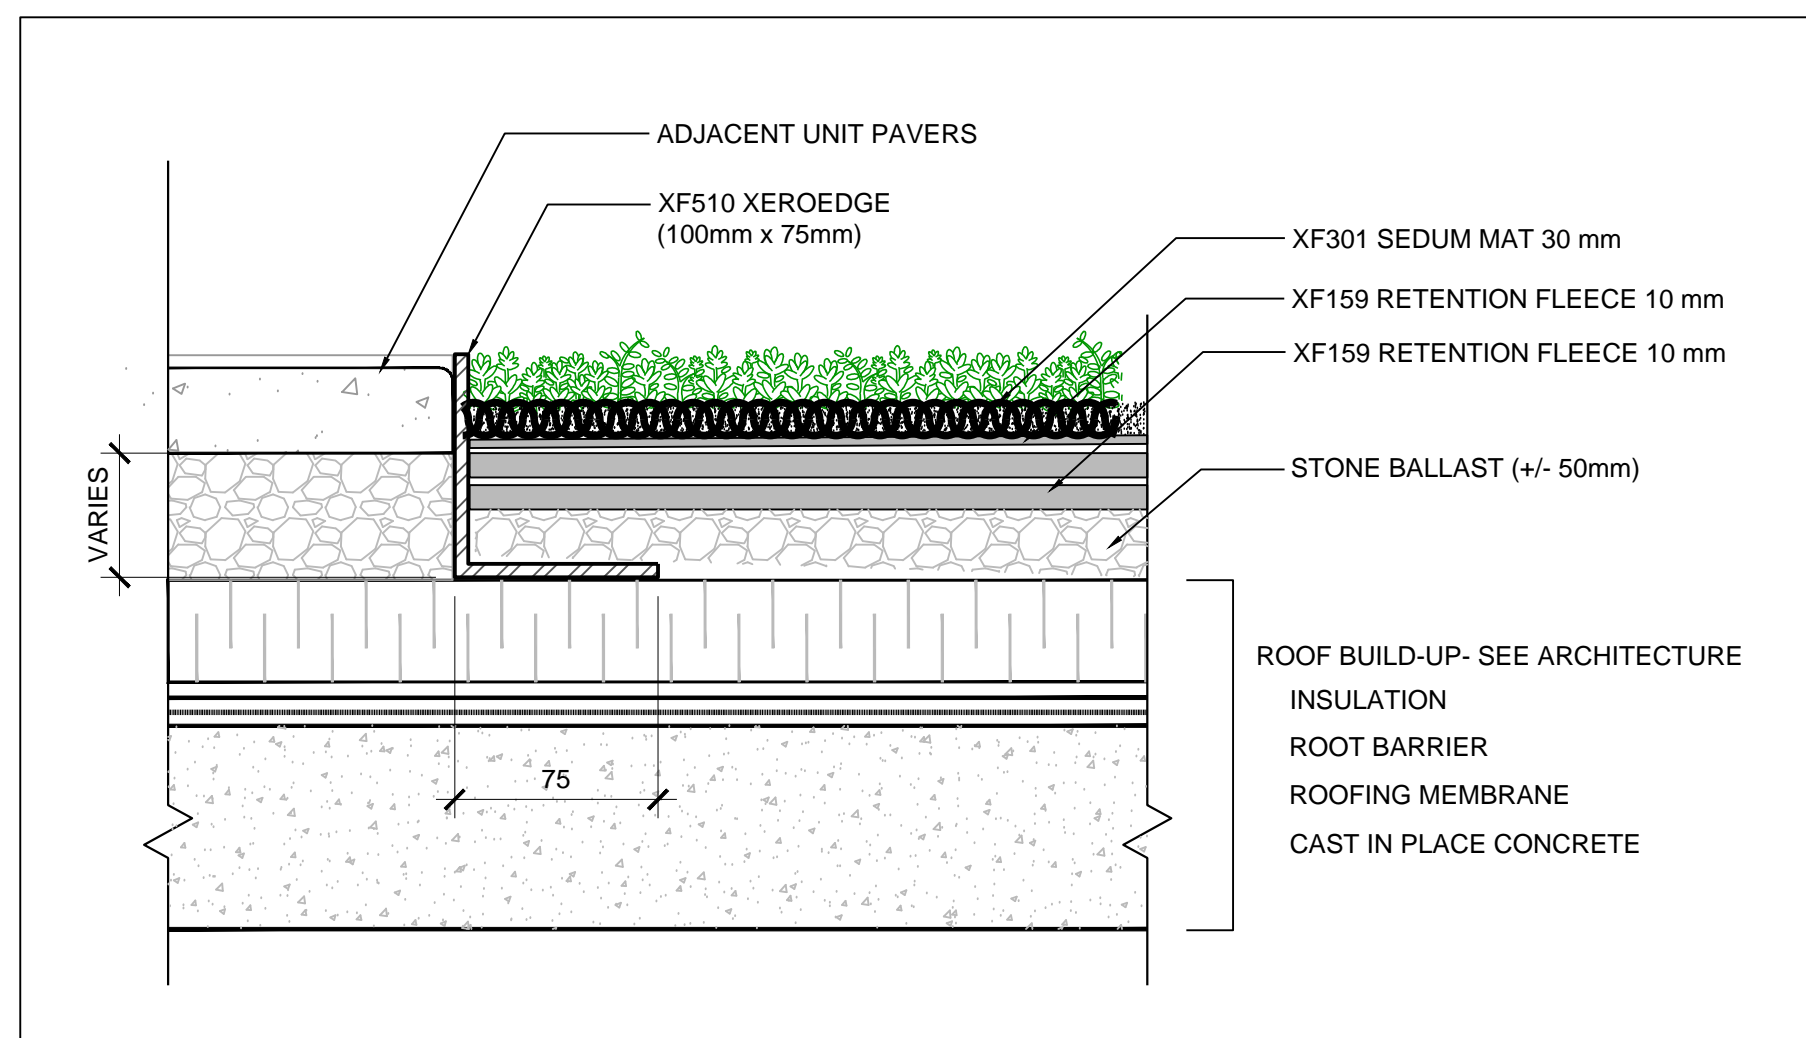 ADJACENT UNIT PAVERS
XF510 XEROEDGE
(100mm x 75mm)
XF301 SEDUM MAT 30 mm
XF159 RETENTION FLEECE 10 mm
XF159 RETENTION FLEECE 10 mm
STONE BALLAST (+/- 50mm)
VARIES
ROOF BUILD-UP- SEE ARCHITECTURE
INSULATION
ROOT BARRIER
ROOFING MEMBRANE
CAST IN PLACE CONCRETE
75